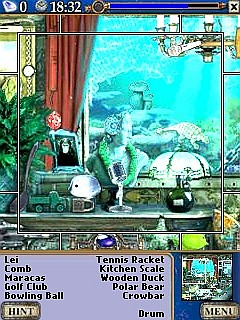 0 18:32
Lei Tennis Racket
Comb Kitchen Scale
Maracas Wooden Duck
Golf Club Polar Bear
Bowling Ball Crowbar
Drum
HINT MENU